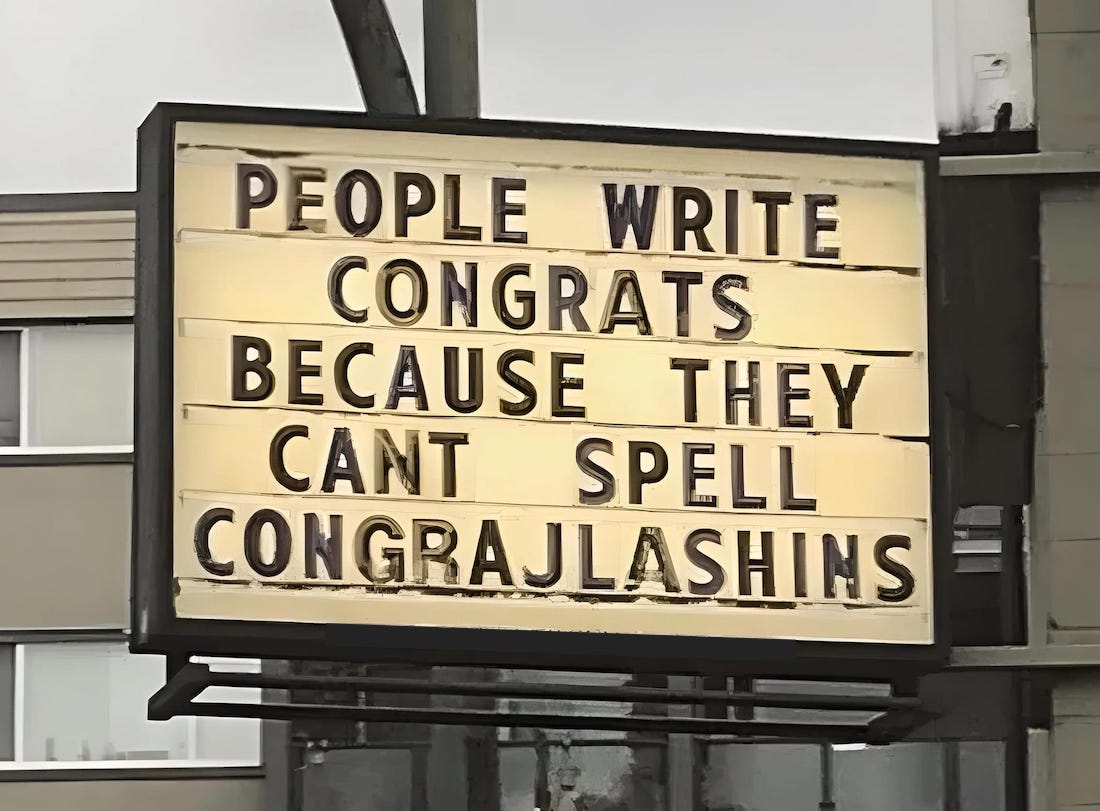 PEOPLE WRITE
CONGRATS
BECAUSE THEY
CANT SPELL
CONGRAJLASHINS